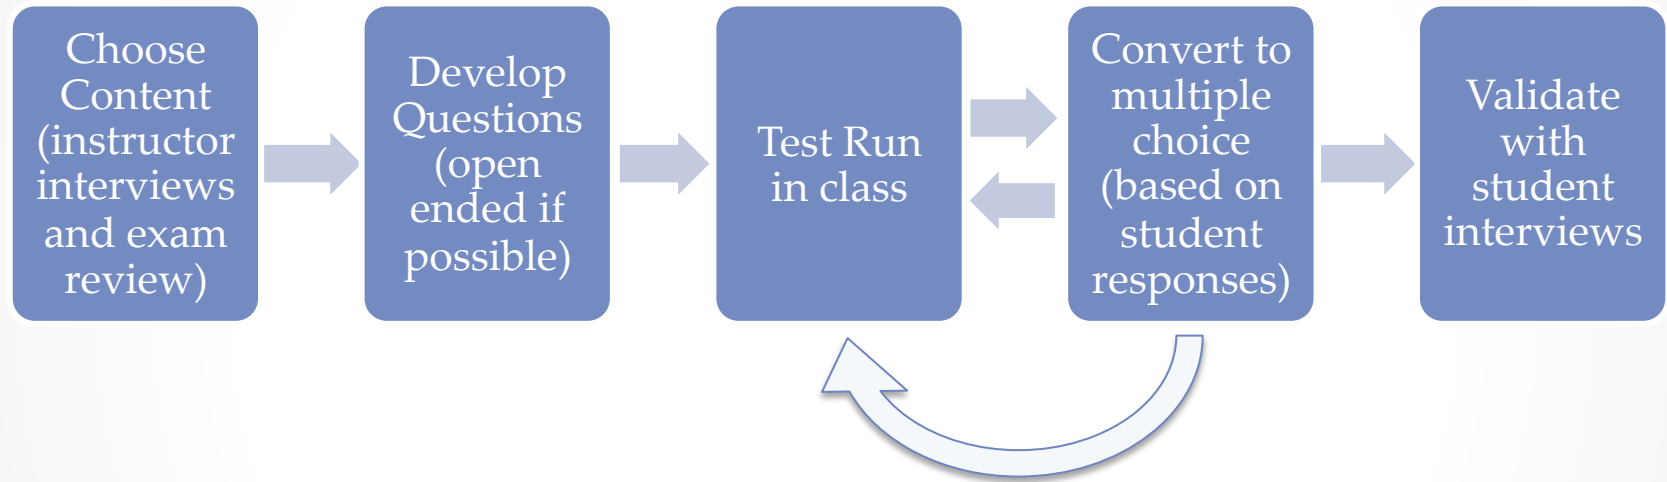 Choose
Content
(instructor
interviews
and exam
review)
Develop
Questions
(open
ended if
possible)
Test Run
in class
Convert to
multiple
choice
(based on
student
responses)
Validate
with
student
interviews